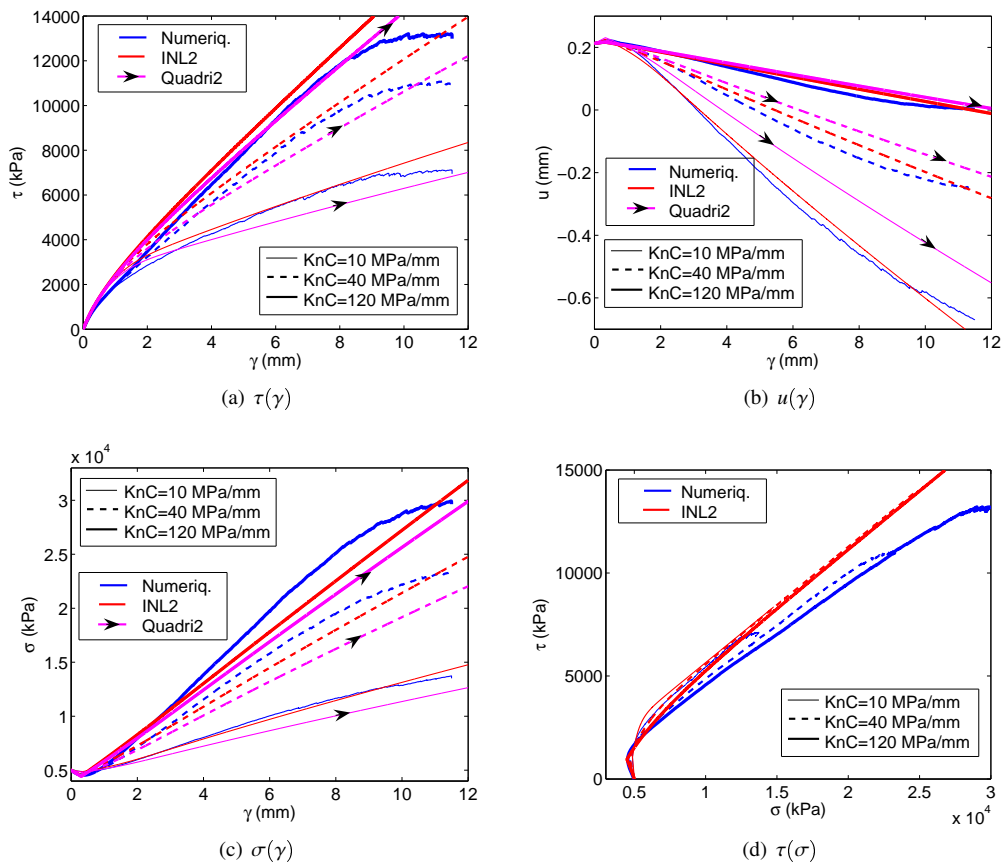 14000
12000
10000
8000
6000
4000
2000
0
τ (kPa)
Numeriq.
INL2
Quadri2
KnC=10 MPa/mm
KnC=40 MPa/mm
KnC=120 MPa/mm
0 2 4 6 8 10 12
γ (mm)
(a) τ(γ)
0.2
0
−0.2
−0.4
−0.6
u (mm)
Numeriq.
INL2
Quadri2
KnC=10 MPa/mm
KnC=40 MPa/mm
KnC=120 MPa/mm
0 2 4 6 8 10 12
γ (mm)
(b) u(γ)
x 10⁴
3
2.5
2
1.5
1
0.5
σ (kPa)
KnC=10 MPa/mm
KnC=40 MPa/mm
KnC=120 MPa/mm
Numeriq.
INL2
Quadri2
0 2 4 6 8 10 12
γ (mm)
(c) σ(γ)
15000
10000
5000
0
τ (kPa)
Numeriq.
INL2
KnC=10 MPa/mm
KnC=40 MPa/mm
KnC=120 MPa/mm
0.5 1 1.5 2 2.5 3
σ (kPa)
x 10⁴
(d) τ(σ)